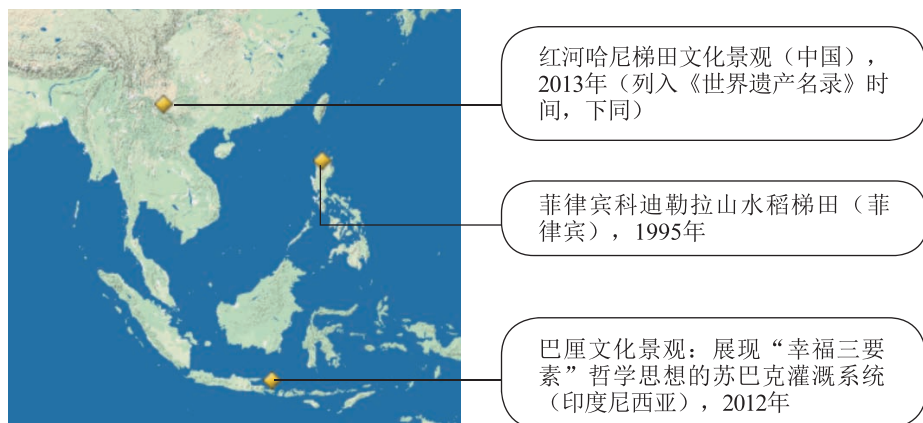 红河哈尼梯田文化景观（中国），
2013年（列入《世界遗产名录》时
间，下同）
菲律宾科迪勒拉山水稻梯田（菲
律宾），1995年
巴厘文化景观：展现“幸福三要
素”哲学思想的苏巴克灌溉系统
（印度尼西亚），2012年